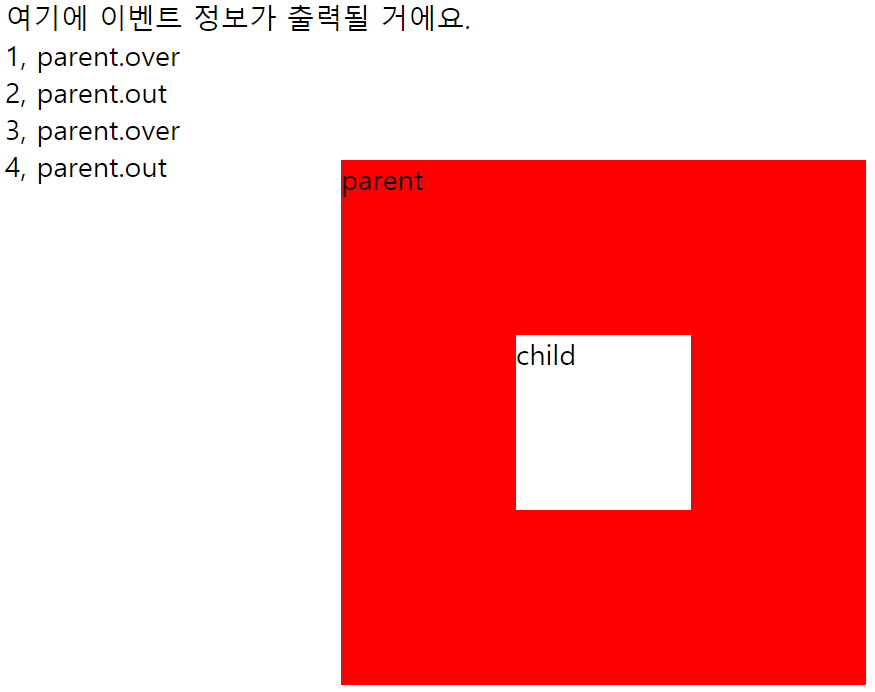 여기에 이벤트 정보가 출력될 거에요.
1, parent.over
2, parent.out
3, parent.over
4, parent.out
parent
child